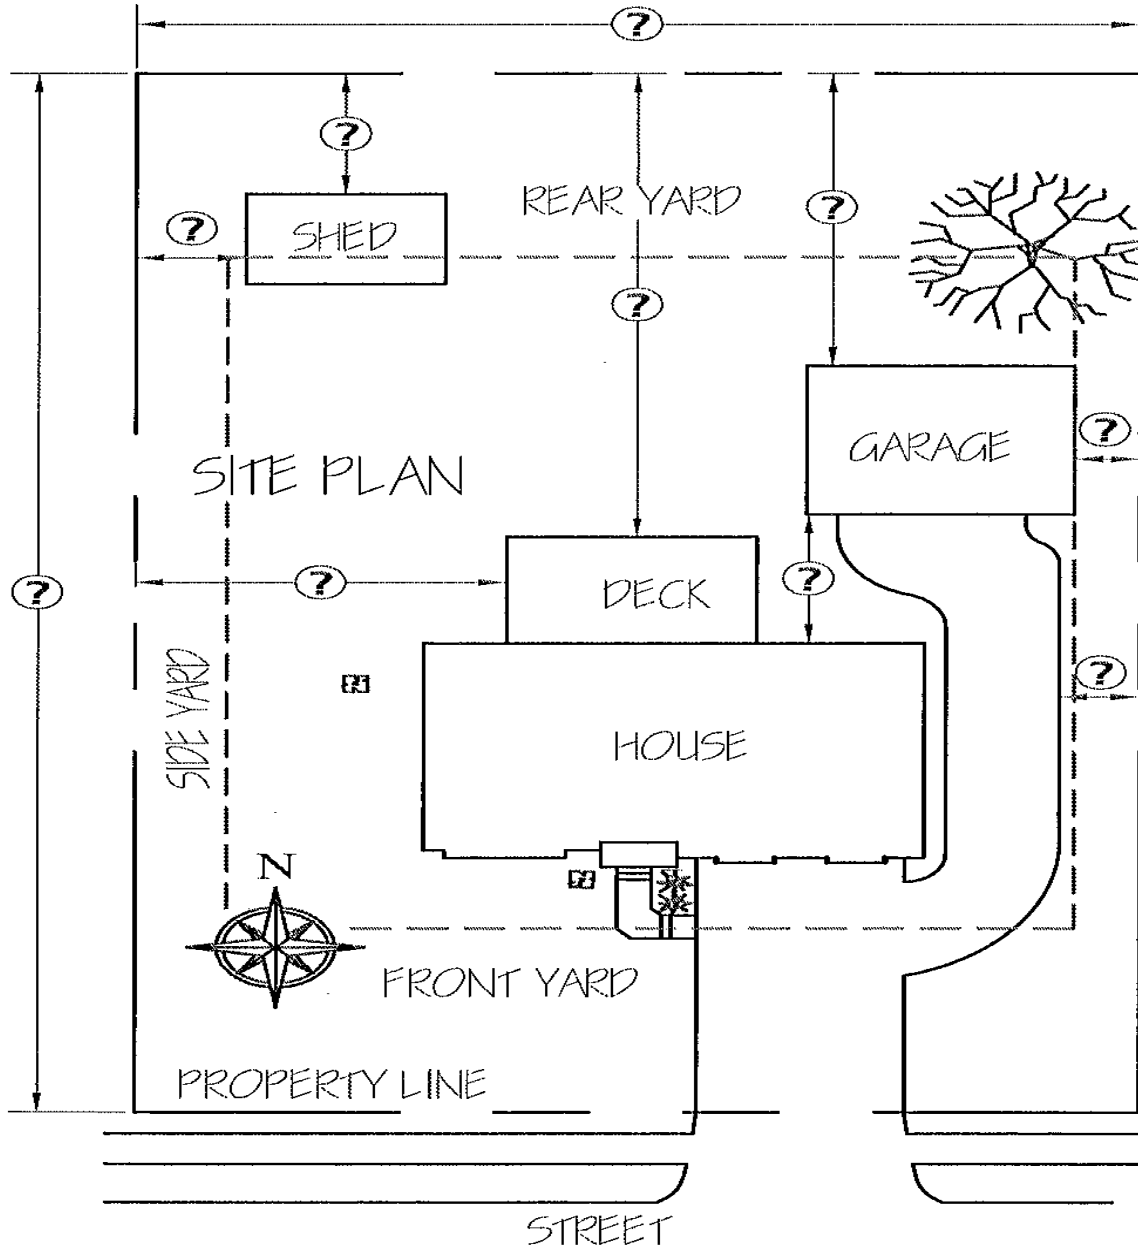 ?
?
REAR YARD
?
?
SHED
?
?
?
GARAGE
SITE PLAN
?
?
?
DECK
SIDE YARD
?
?
HOUSE
N
?
FRONT YARD
PROPERTY LINE
STREET